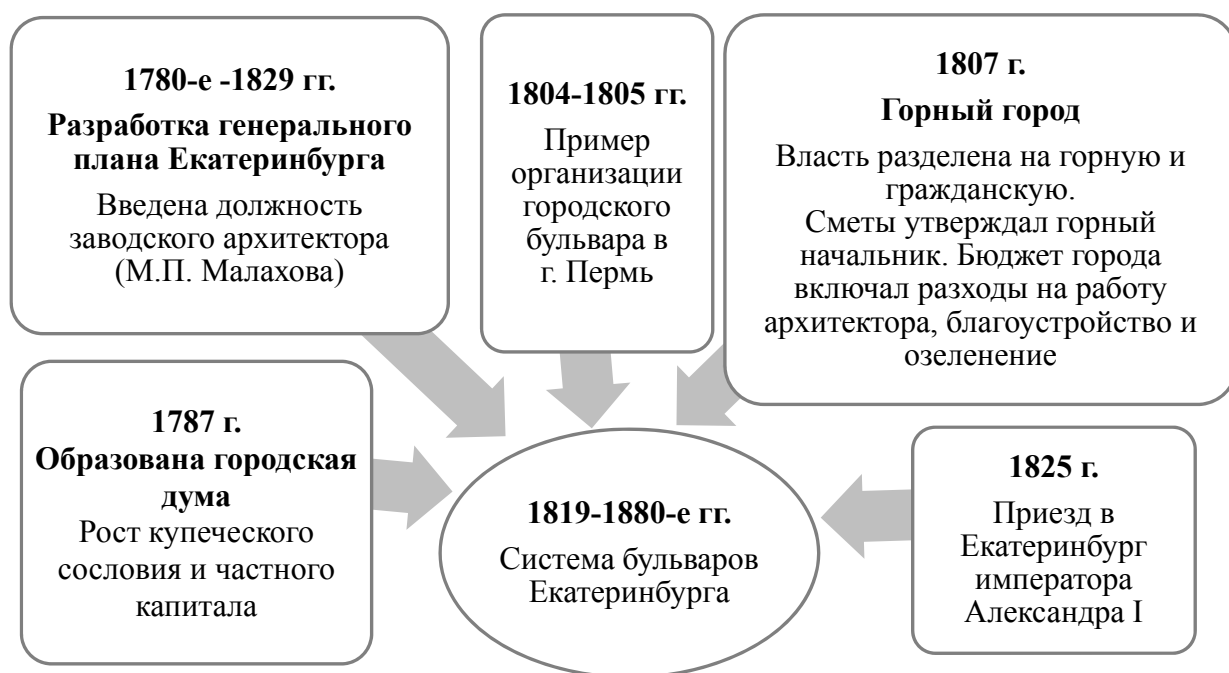 1780-е -1829 гг.
Разработка генерального
плана Екатеринбурга
Введена должность
заводского архитектора
(М.П. Малахова)
1804-1805 гг.
Пример
организации
городского
бульвара в
г. Пермь
1807 г.
Горный город
Власть разделена на горную и
гражданскую.
Сметы утверждал горный
начальник. Бюджет города
включал разходы на работу
архитектора, благоустройство и
озеленение
1787 г.
Образована городская
дума
Рост купеческого
сословия и частного
капитала
1819-1880-е гг.
Система бульваров
Екатеринбурга
1825 г.
Приезд в
Екатеринбург
императора
Александра I